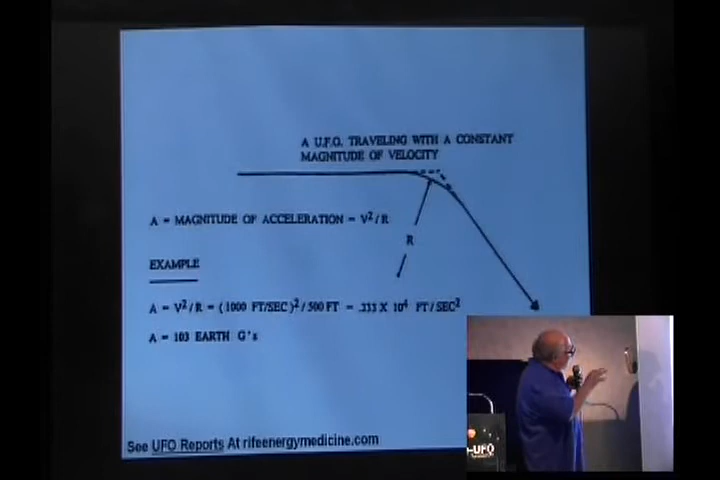 A U.F.O. TRAVELING WITH A CONSTANT
MAGNITUDE OF VELOCITY
A = MAGNITUDE OF ACCELERATION = V²/R
R
EXAMPLE
A = V²/R = (1000 FT/SEC)²/500 FT = .333 X 10⁴ FT/SEC²
A = 103 EARTH G's
See UFO Reports At rifeenergymedicine.com
-UFO